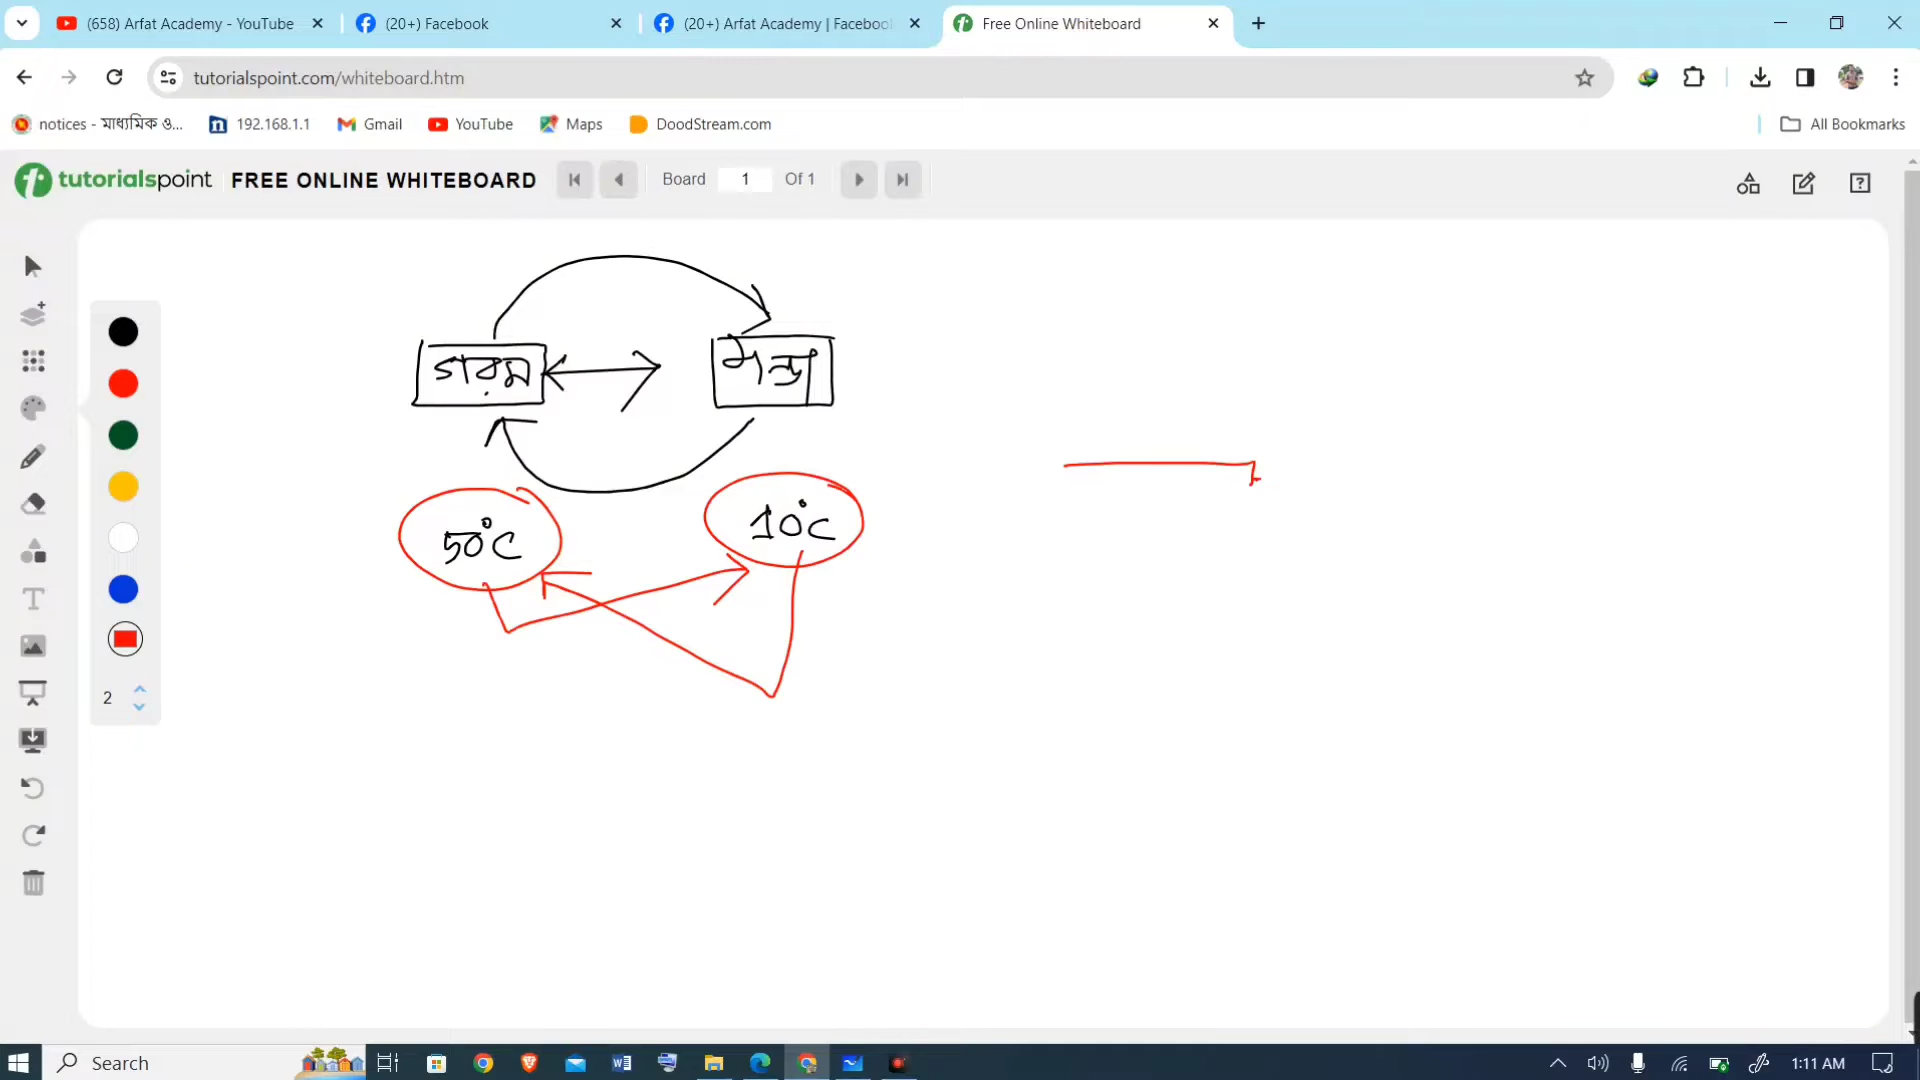 (658) Arfat Academy - YouTube
(20+) Facebook
(20+) Arfat Academy | Faceboo
Free Online Whiteboard
tutorialspoint.com/whiteboard.htm
notices - মাধ্যমিক ও...
192.168.1.1
Gmail
YouTube
Maps
DoodStream.com
All Bookmarks
tutorialspoint
FREE ONLINE WHITEBOARD
Board 1 Of 1
গরম
50°C
10°C
2
Search
1:11 AM